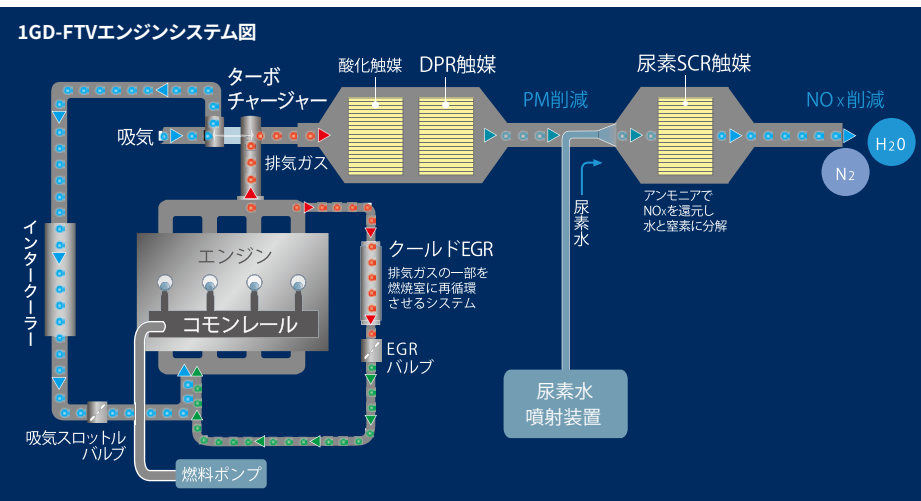 1GD-FTVエンジンシステム図
ターボ
チャージャー
酸化触媒
DPR触媒
尿素SCR触媒
PM削減
NOx削減
吸気
排気ガス
H2O
N2
アンモニアで
NOxを還元し
水と窒素に分解
尿素水
インタークーラー
エンジン
クールドEGR
排気ガスの一部を
燃焼室に再循環
させるシステム
コモンレール
EGR
バルブ
尿素水
噴射装置
吸気スロットル
バルブ
燃料ポンプ